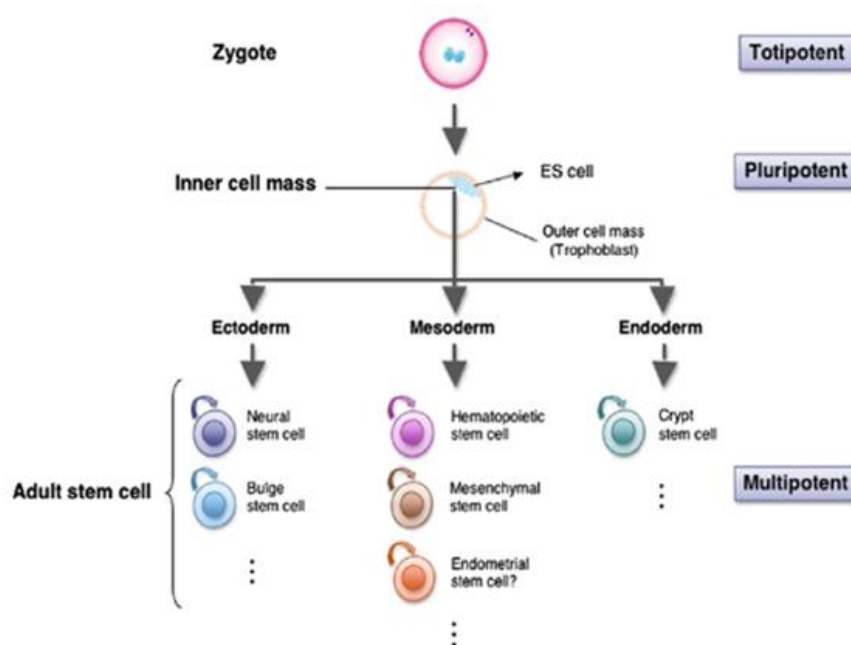 Zygote
Totipotent
Inner cell mass
ES cell
Pluripotent
Outer cell mass
(Trophoblast)
Ectoderm
Mesoderm
Endoderm
Neural
stem cell
Hematopoietic
stem cell
Crypt
stem cell
Adult stem cell
Bulge
stem cell
Mesenchymal
stem cell
Multipotent
Endometrial
stem cell?